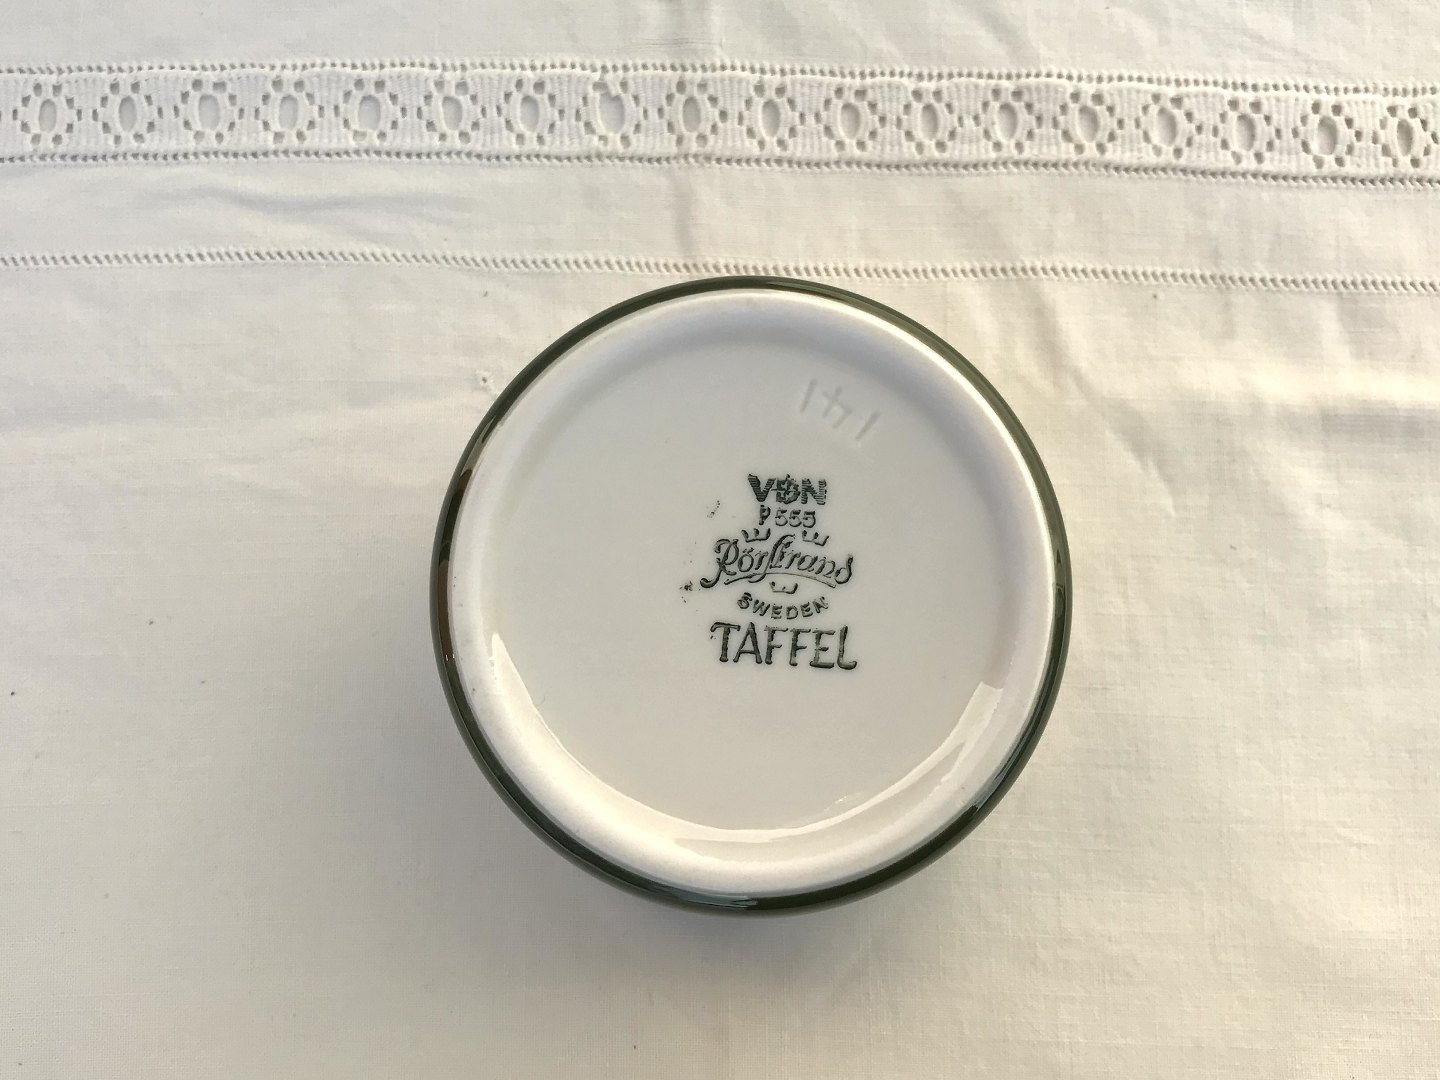 141
VDN
P 555
Rörstrand
SWEDEN
TAFFEL